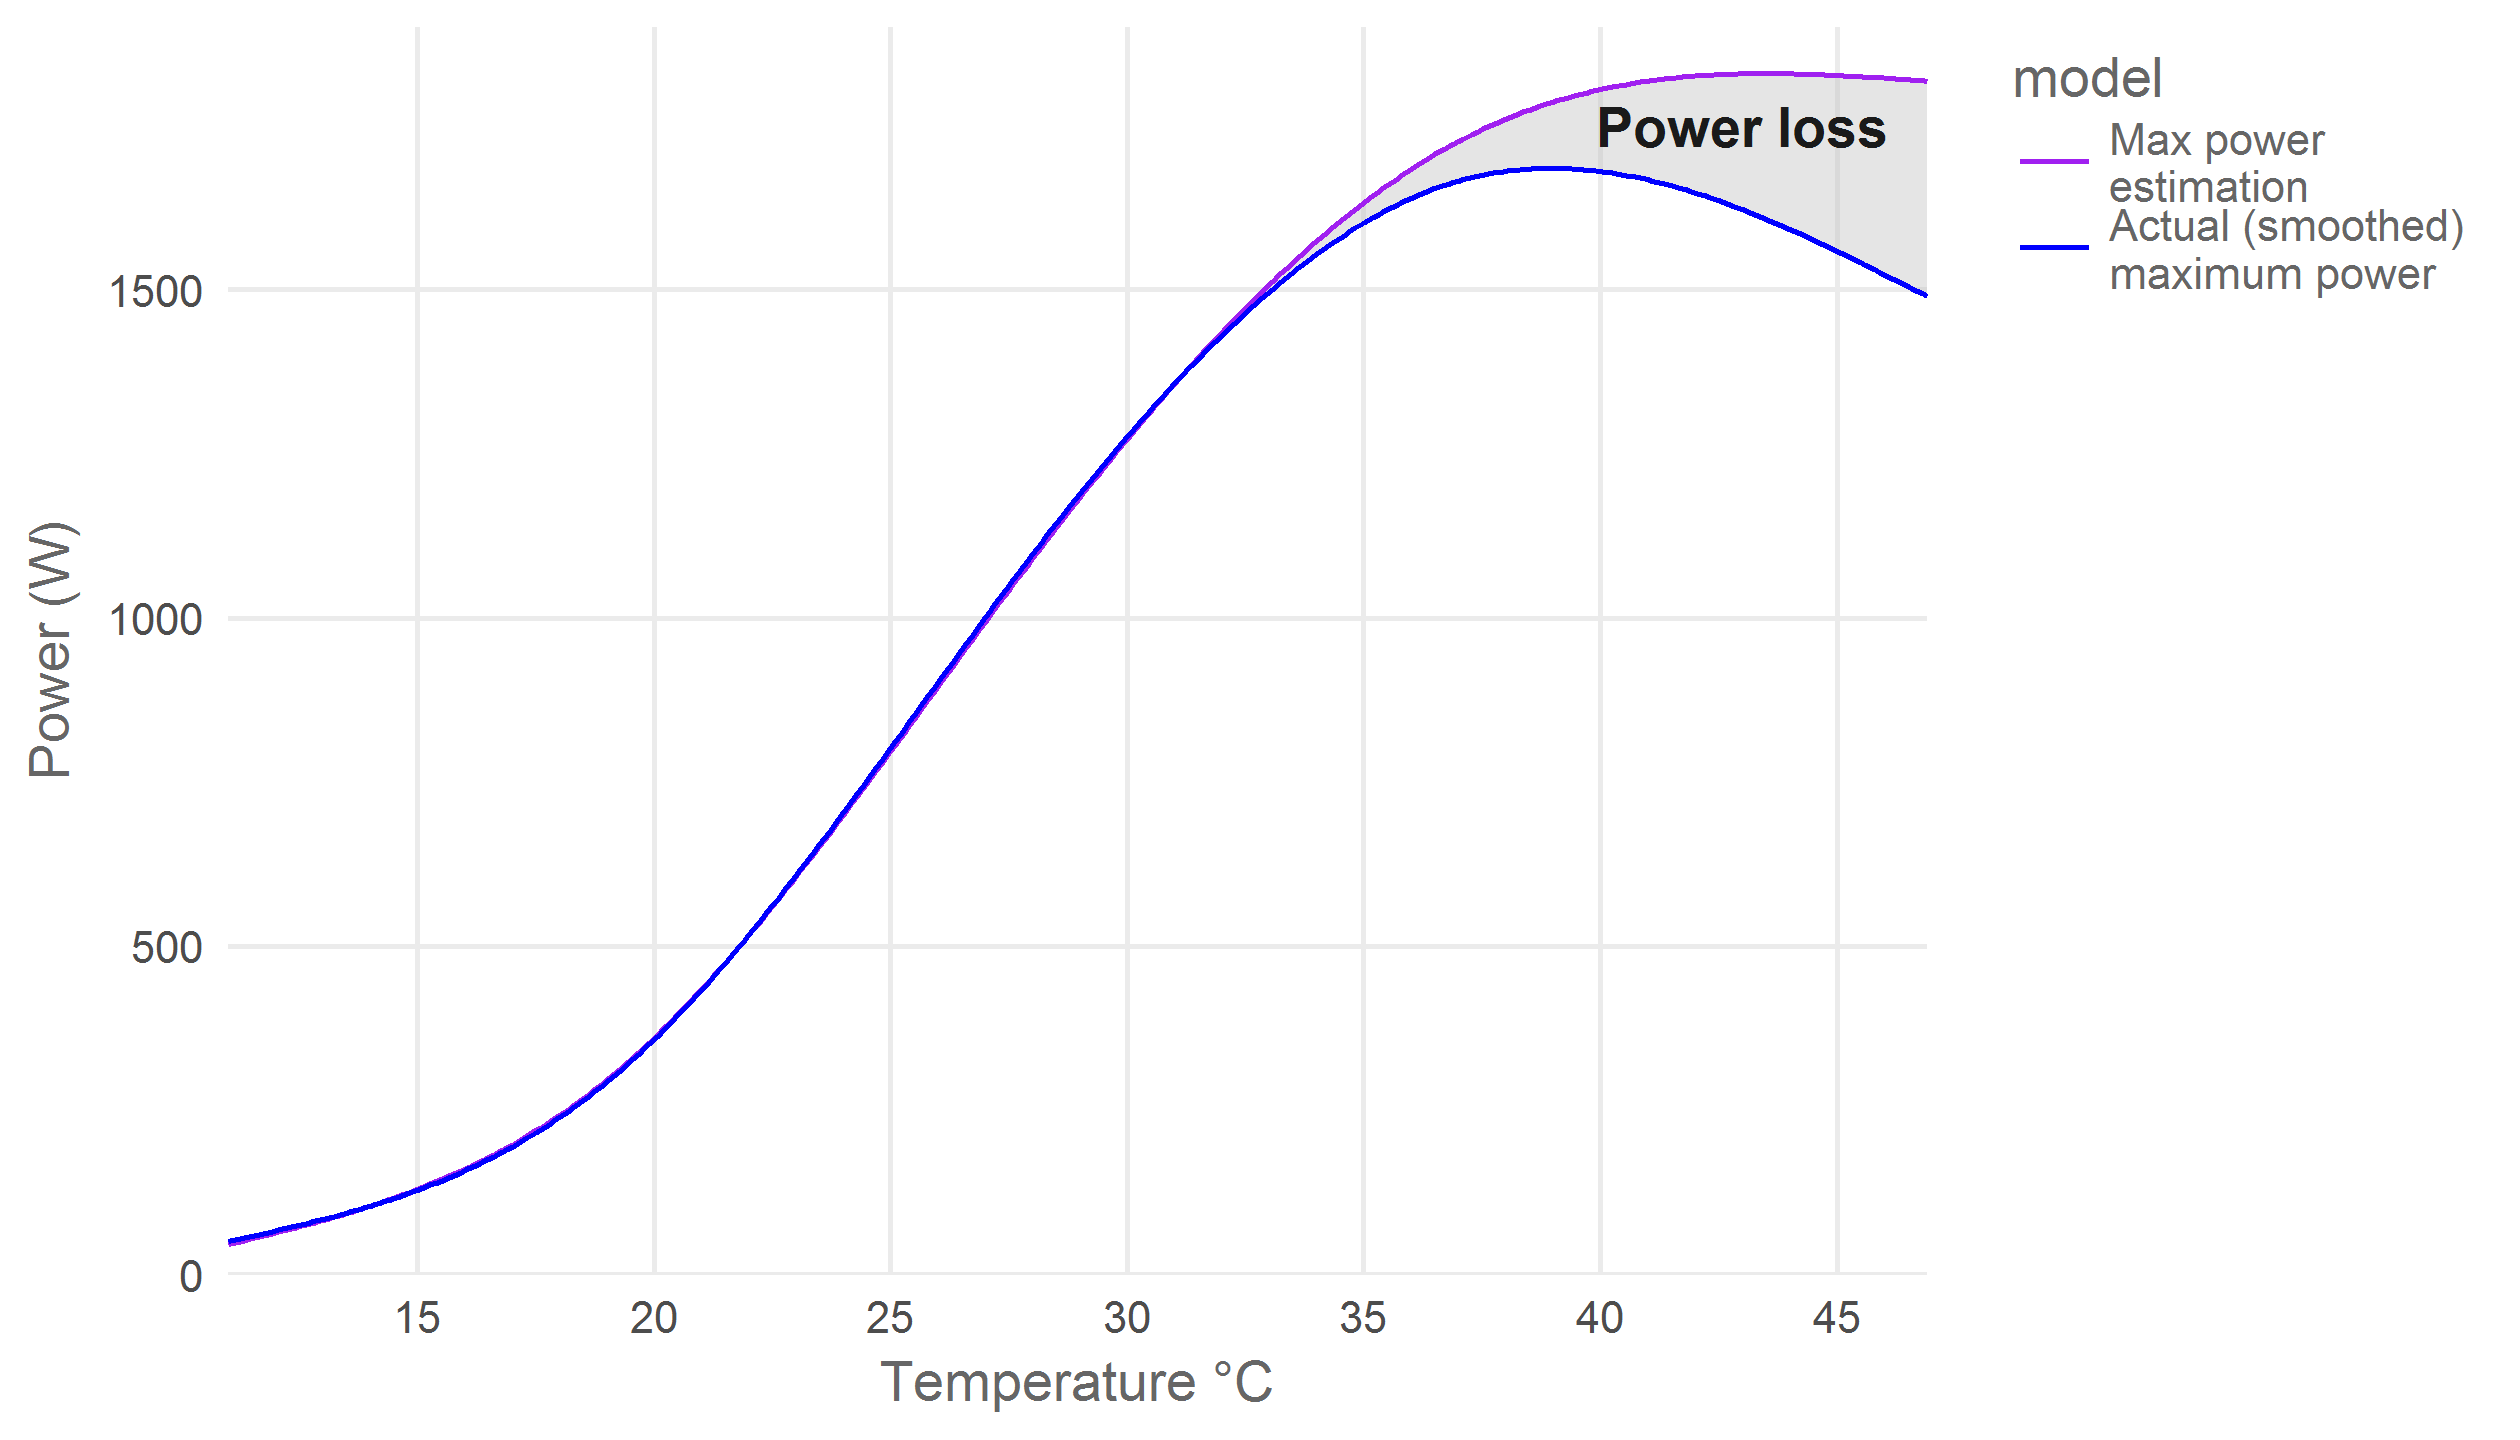 model
Max power
estimation
Actual (smoothed)
maximum power
Power loss
Power (W)
1500
1000
500
0
15 20 25 30 35 40 45
Temperature °C